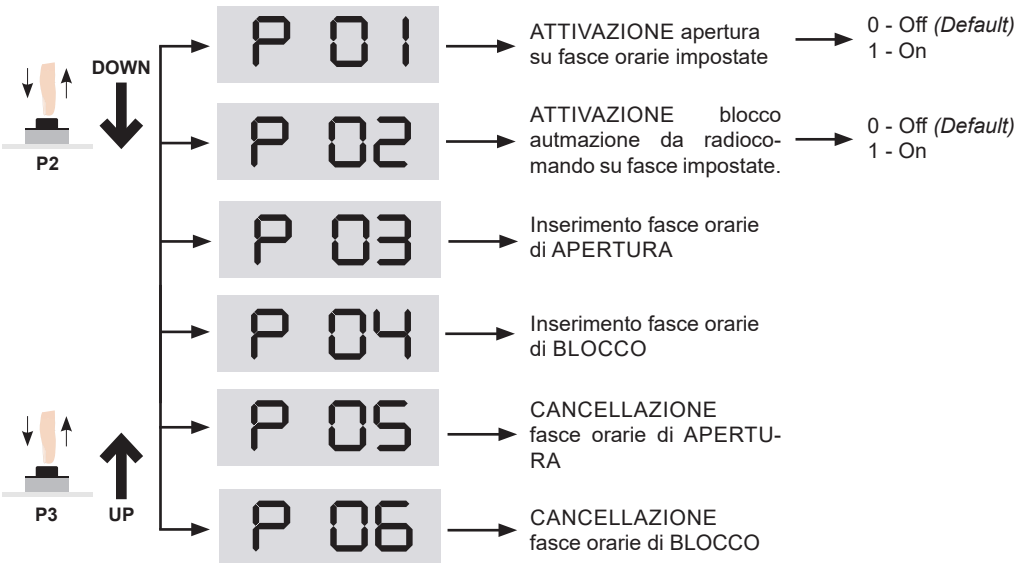 DOWN
P2
P 01
ATTIVAZIONE apertura
su fasce orarie impostate
0 - Off (Default)
1 - On
P 02
ATTIVAZIONE blocco
autmazione da radioco-
mando su fasce impostate.
0 - Off (Default)
1 - On
P 03
Inserimento fasce orarie
di APERTURA
P 04
Inserimento fasce orarie
di BLOCCO
P 05
CANCELLAZIONE
fasce orarie di APERTU-
RA
P3
UP
P 06
CANCELLAZIONE
fasce orarie di BLOCCO